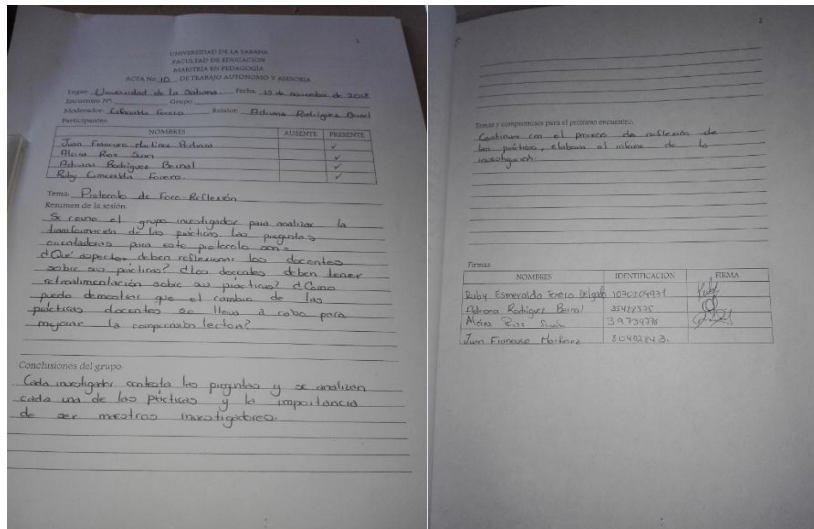 1
UNIVERSIDAD DE LA SABANA
FACULTAD DE EDUCACIÓN
MAESTRÍA EN PEDAGOGÍA
ACTA No. 10 DE TRABAJO AUTÓNOMO Y ASESORÍA
Lugar: Universidad de la Sabana Fecha: de noviembre de 2018
Encuentro Nº Grupo:
Moderador: Esmeralda Forero Relator: Adriana Rodríguez Bernal
Participantes:
NOMBRES AUSENTE PRESENTE
Juan Francisco Martínez ✓
Alcira Rios ✓
Adriana Rodríguez Bernal ✓
Ruby Esmeralda Forero ✓
Tema: Protocolo de Foro-Reflexión
Resumen de la sesión:
Se reune el grupo investigador para analizar la
transformación de las prácticas las preguntas
orientadoras para este protocolo son:
¿Qué aspectos deben reflexionar los docentes
sobre sus prácticas? ¿Los docentes deben tener
retroalimentación sobre sus prácticas? ¿Cómo
puedo demostrar que el cambio de las
prácticas docentes se lleva a cabo para
mejorar la comprensión lectora?
Conclusiones del grupo
Cada investigador contesta las preguntas y se analizan
cada una de las prácticas y la importancia
de ser maestros investigadores.
2
Temas y compromisos para el próximo encuentro:
Continuar con el proceso de reflexión de
las prácticas, elaborar el informe de la
investigación.
Firmas
NOMBRES IDENTIFICACIÓN FIRMA
Ruby Esmeralda Forero Delgado 1070304971
Adriana Rodríguez Bernal
Alcira Rios 39739778
Juan Francisco Martínez